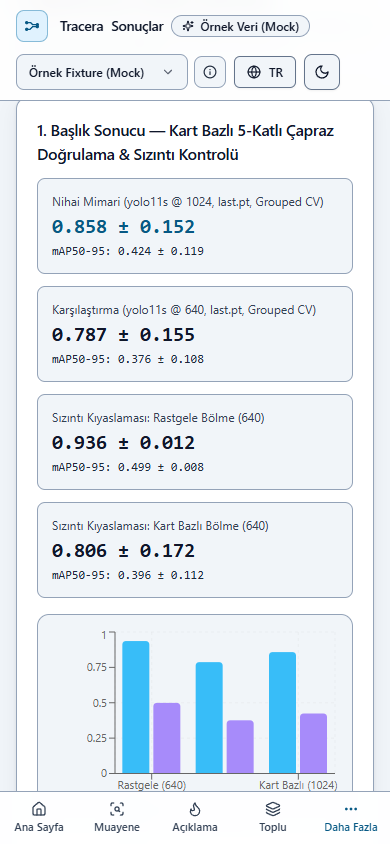 Tracera Sonuçlar Örnek Veri (Mock)
Örnek Fixture (Mock) TR
1. Başlık Sonucu — Kart Bazlı 5-Katlı Çapraz
Doğrulama & Sızıntı Kontrolü
Nihai Mimari (yolo11s @ 1024, last.pt, Grouped CV)
0.858 ± 0.152
mAP50-95: 0.424 ± 0.119
Karşılaştırma (yolo11s @ 640, last.pt, Grouped CV)
0.787 ± 0.155
mAP50-95: 0.376 ± 0.108
Sızıntı Kıyaslaması: Rastgele Bölme (640)
0.936 ± 0.012
mAP50-95: 0.499 ± 0.008
Sızıntı Kıyaslaması: Kart Bazlı Bölme (640)
0.806 ± 0.172
mAP50-95: 0.396 ± 0.112
1
0.75
0.5
0.25
0
Rastgele (640) Kart Bazlı (1024)
Ana Sayfa Muayene Açıklama Toplu Daha Fazla